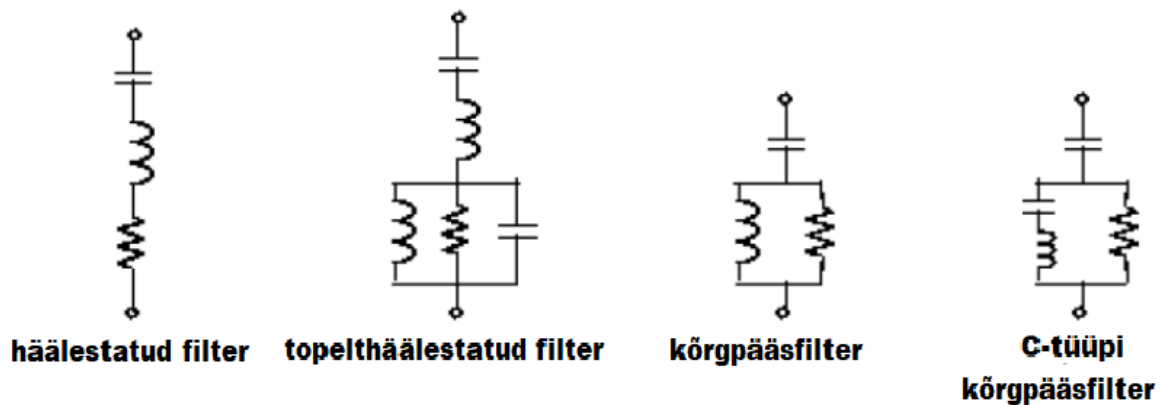 häälestatud filter
topelthäälestatud filter
kõrgpääsfilter
C-tüüpi
kõrgpääsfilter